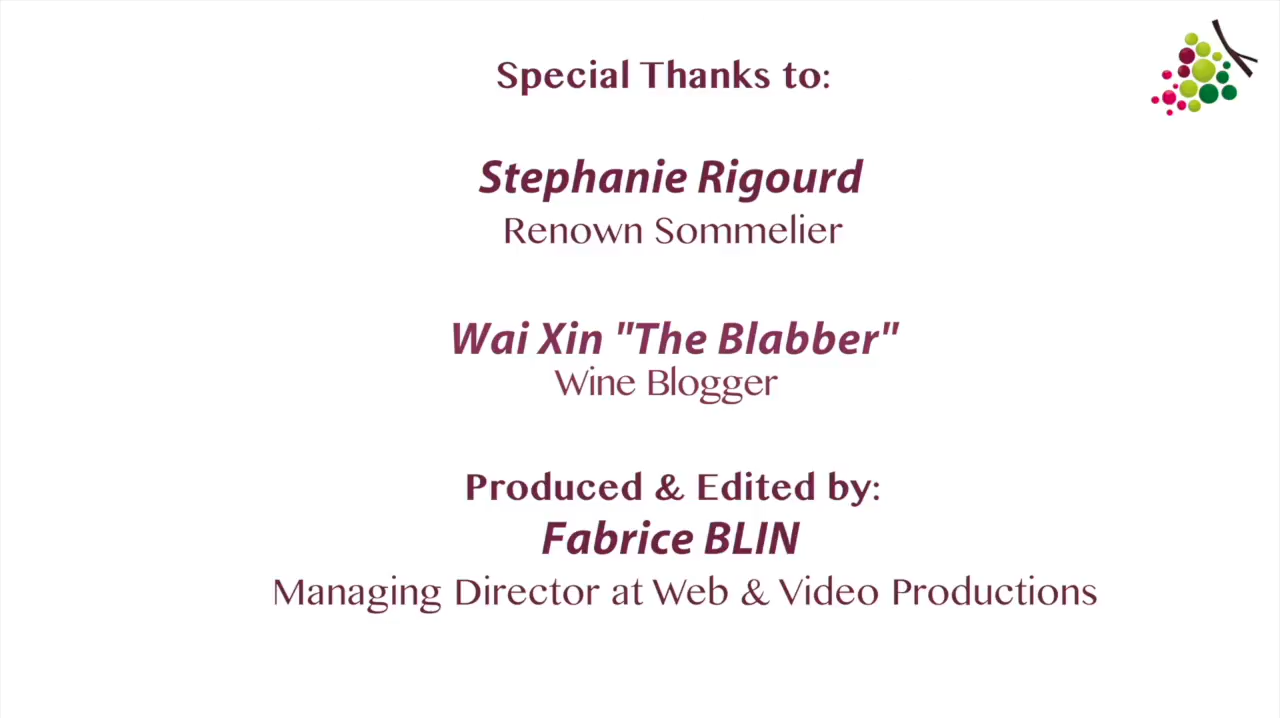 Special Thanks to:
Stephanie Rigourd
Renown Sommelier
Wai Xin "The Blabber"
Wine Blogger
Produced & Edited by:
Fabrice BLIN
Managing Director at Web & Video Productions